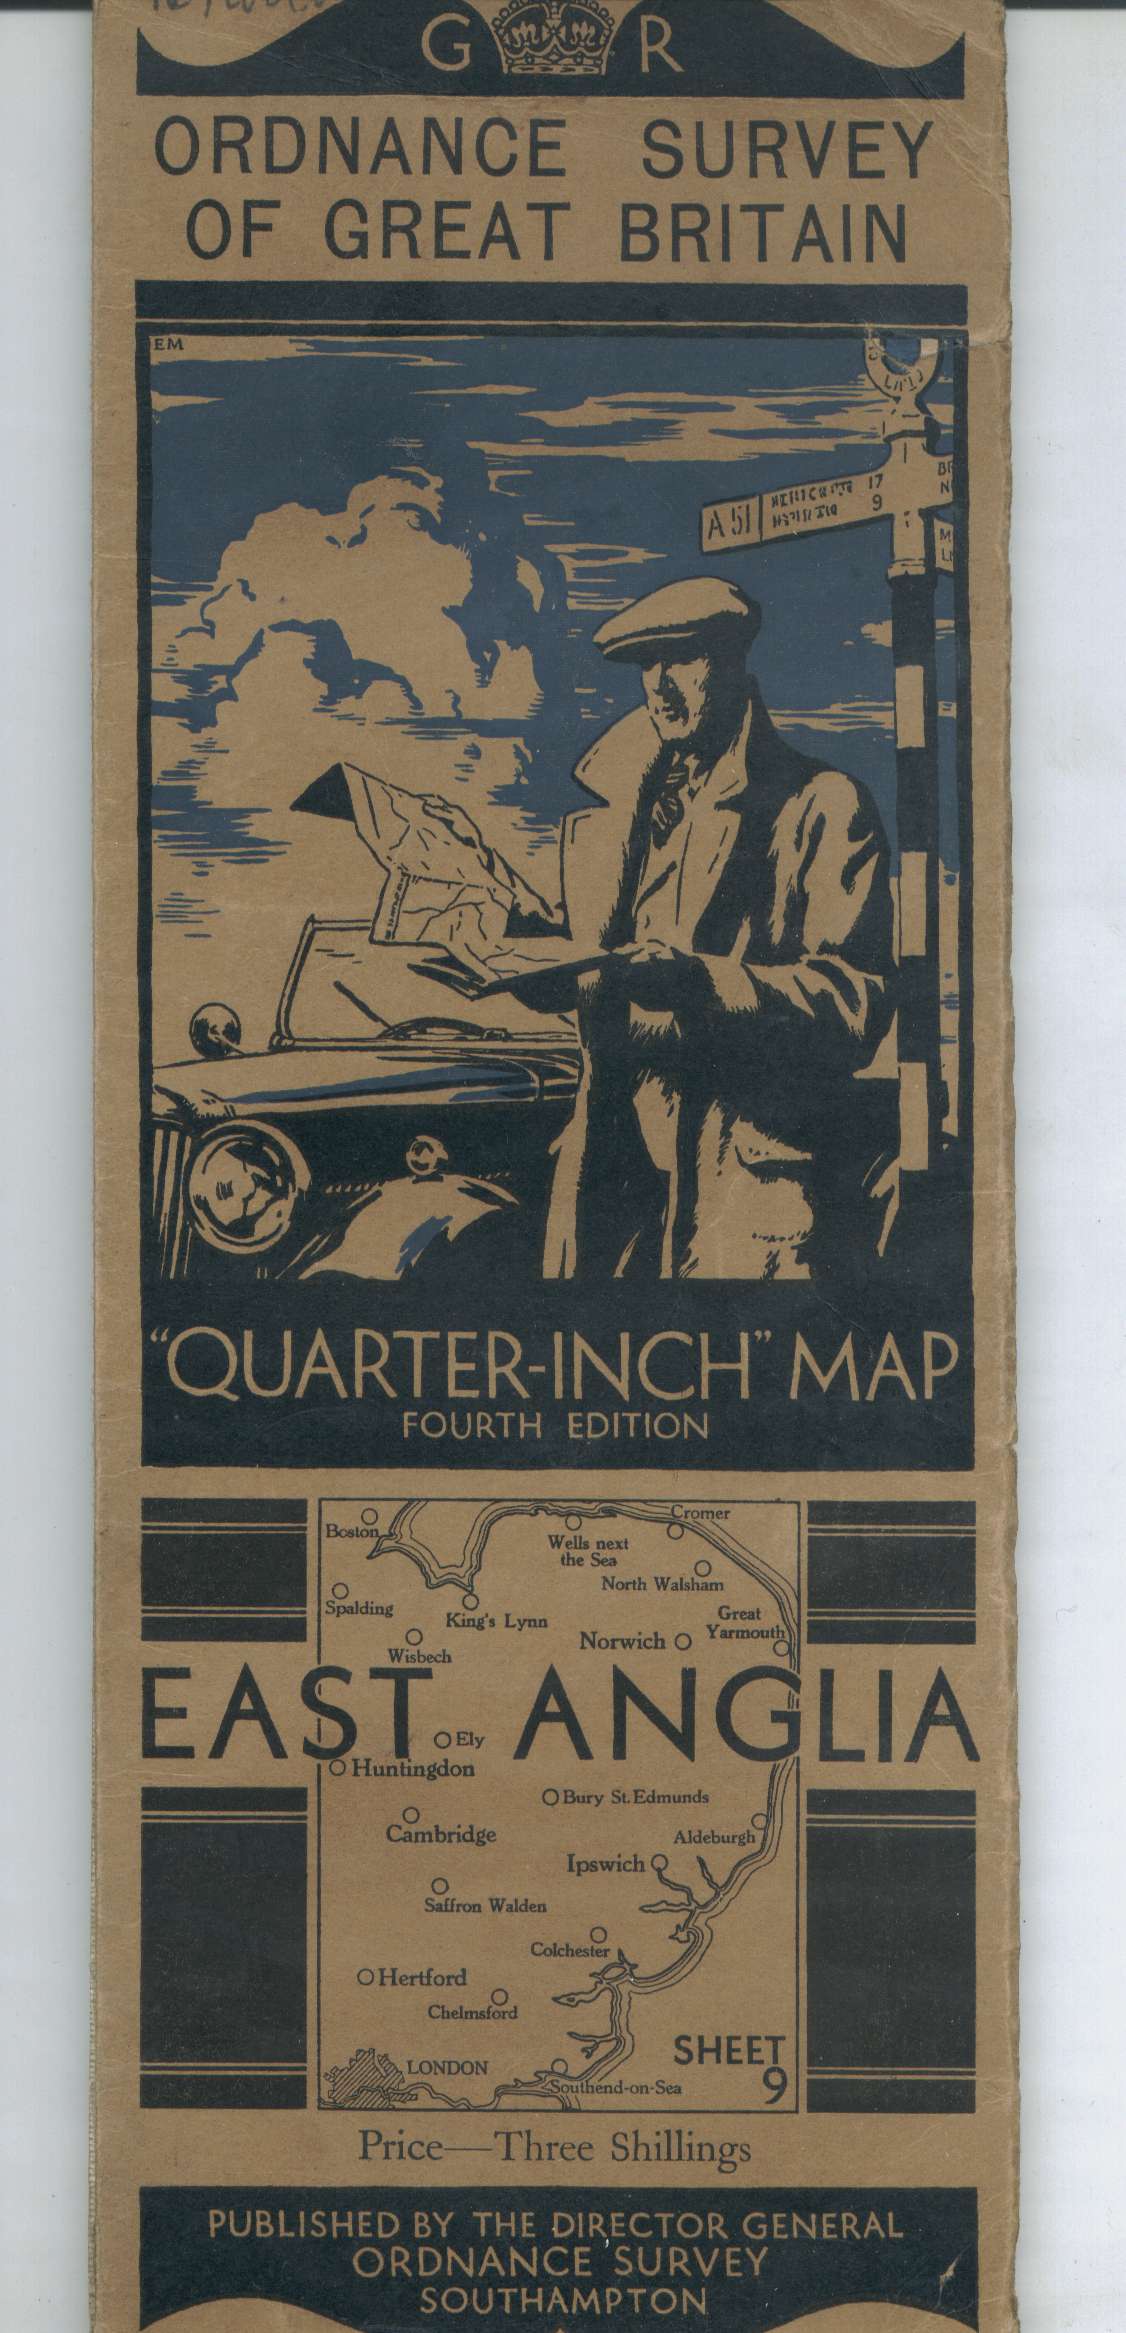 G R
ORDNANCE SURVEY
OF GREAT BRITAIN
EM
A 51
17
9
"QUARTER-INCH" MAP
FOURTH EDITION
Boston
Cromer
Wells next
the Sea
North Walsham
Spalding
King's Lynn
Great
Yarmouth
Norwich
Wisbech
EAST ANGLIA
Ely
Huntingdon
Bury St. Edmunds
Cambridge
Aldeburgh
Ipswich
Saffron Walden
Colchester
Hertford
Chelmsford
SHEET
9
LONDON
Southend-on-Sea
Price—Three Shillings
PUBLISHED BY THE DIRECTOR GENERAL
ORDNANCE SURVEY
SOUTHAMPTON